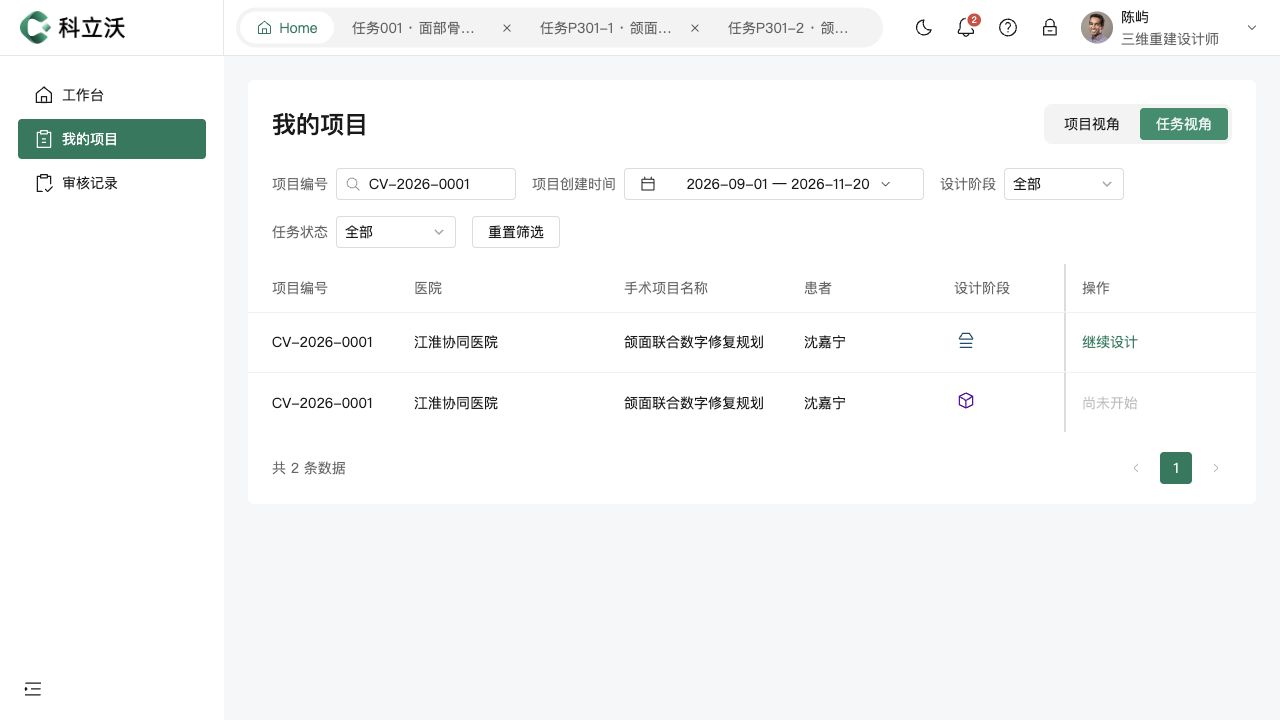 科立沃
Home
任务001 · 面部骨...
任务P301-1 · 颌面...
任务P301-2 · 颌...
2
陈屿
三维重建设计师
工作台
我的项目
审核记录
我的项目
项目视角
任务视角
项目编号
CV-2026-0001
项目创建时间
2026-09-01 — 2026-11-20
设计阶段
全部
任务状态
全部
重置筛选
项目编号 医院 手术项目名称 患者 设计阶段 操作
CV-2026-0001 江淮协同医院 颌面联合数字修复规划 沈嘉宁 继续设计
CV-2026-0001 江淮协同医院 颌面联合数字修复规划 沈嘉宁 尚未开始
共 2 条数据
1